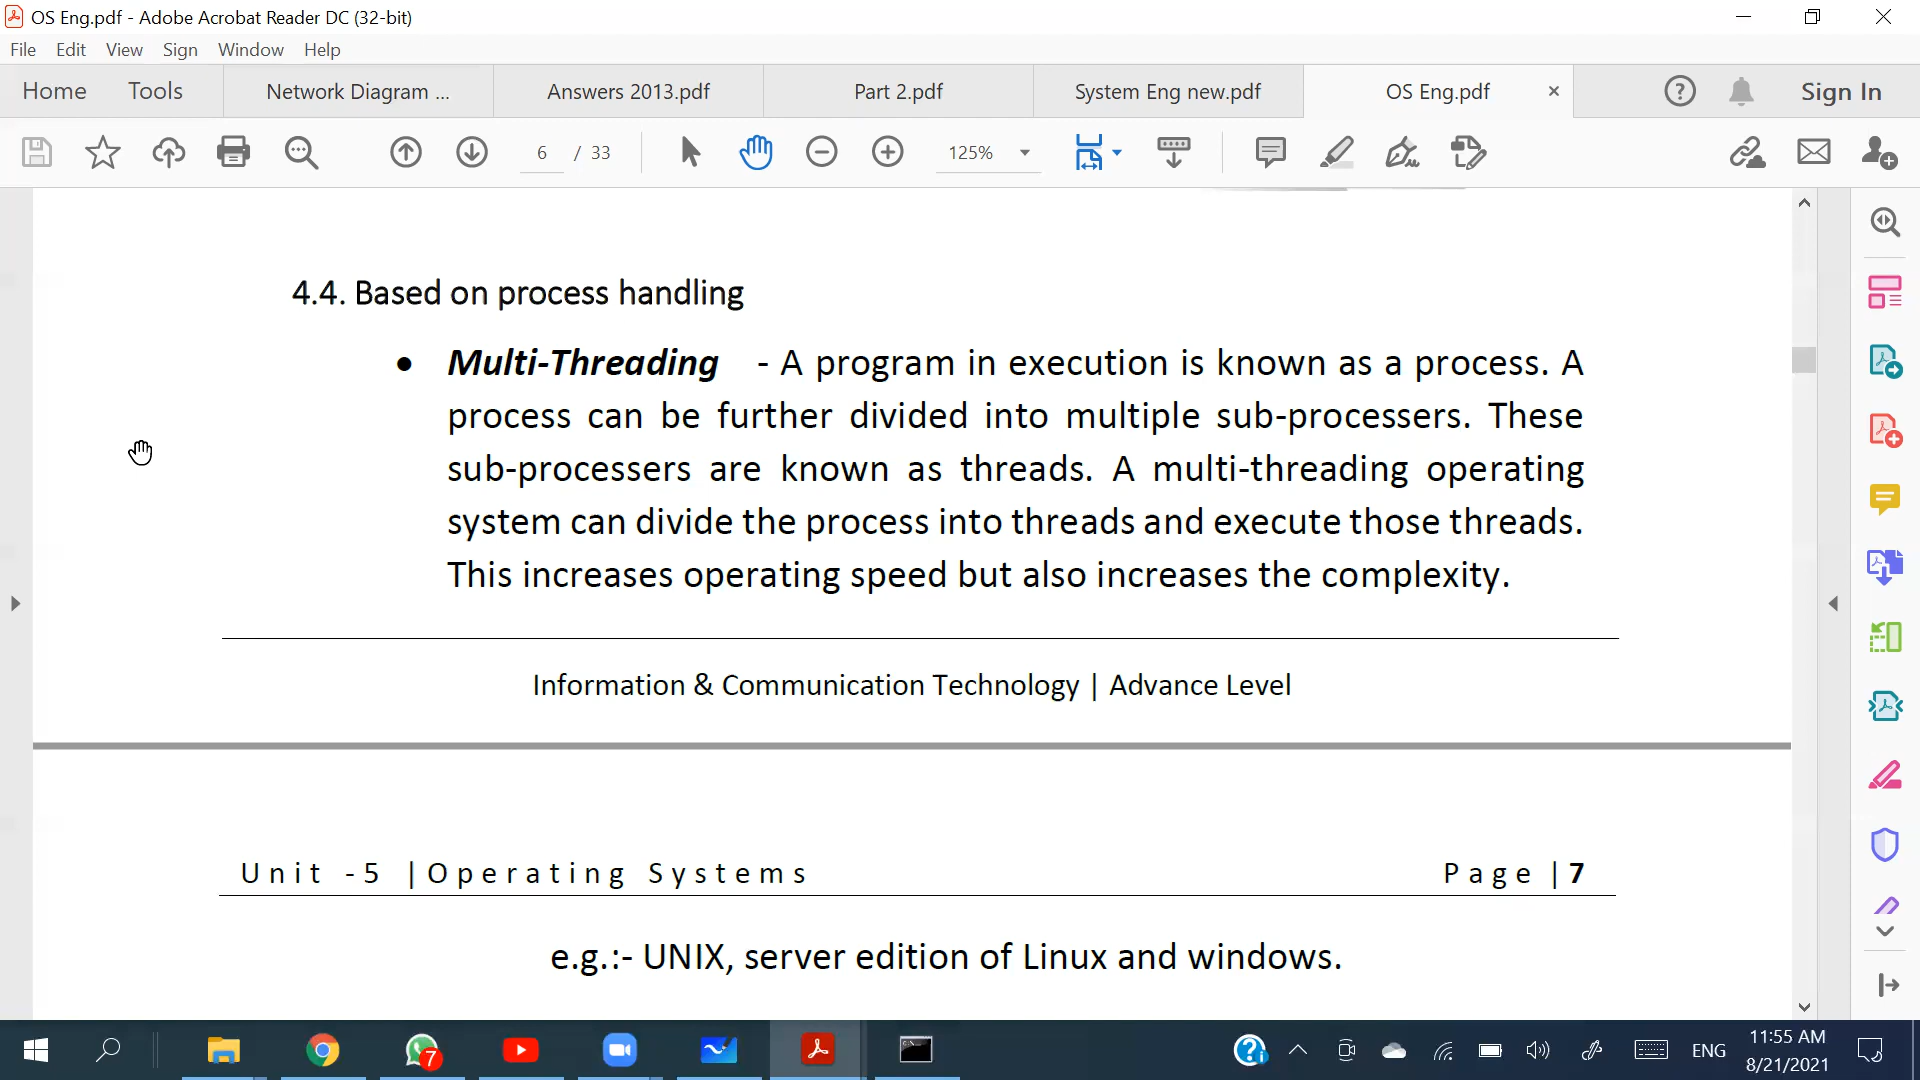 OS Eng.pdf - Adobe Acrobat Reader DC (32-bit)
File Edit View Sign Window Help
Home Tools Network Diagram ... Answers 2013.pdf Part 2.pdf System Eng new.pdf OS Eng.pdf × Sign In
6 / 33 125%
4.4. Based on process handling
• Multi-Threading - A program in execution is known as a process. A
process can be further divided into multiple sub-processers. These
sub-processers are known as threads. A multi-threading operating
system can divide the process into threads and execute those threads.
This increases operating speed but also increases the complexity.
Information & Communication Technology | Advance Level
Unit -5 |Operating Systems Page |7
e.g.:- UNIX, server edition of Linux and windows.
7
ENG
11:55 AM
8/21/2021